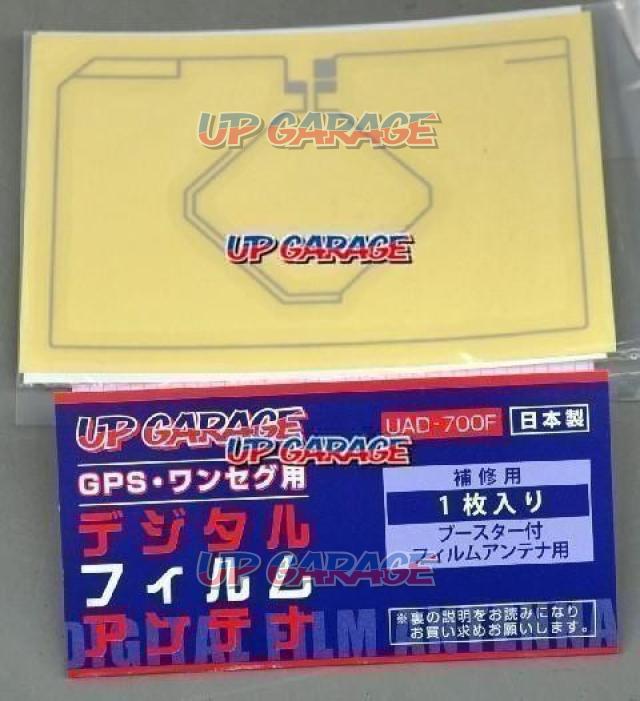 UP GARAGE
UP GARAGE
UP GARAGE
UAD-700F
日本製
UP GARAGE
GPS・ワンセグ用
デジタル
フィルム
アンテナ
UP GARAGE
補修用
1枚入り
ブースター付
フィルムアンテナ用
※裏の説明をお読みになり
お買い求めお願いします。
DIGITAL FILM ANTENNA